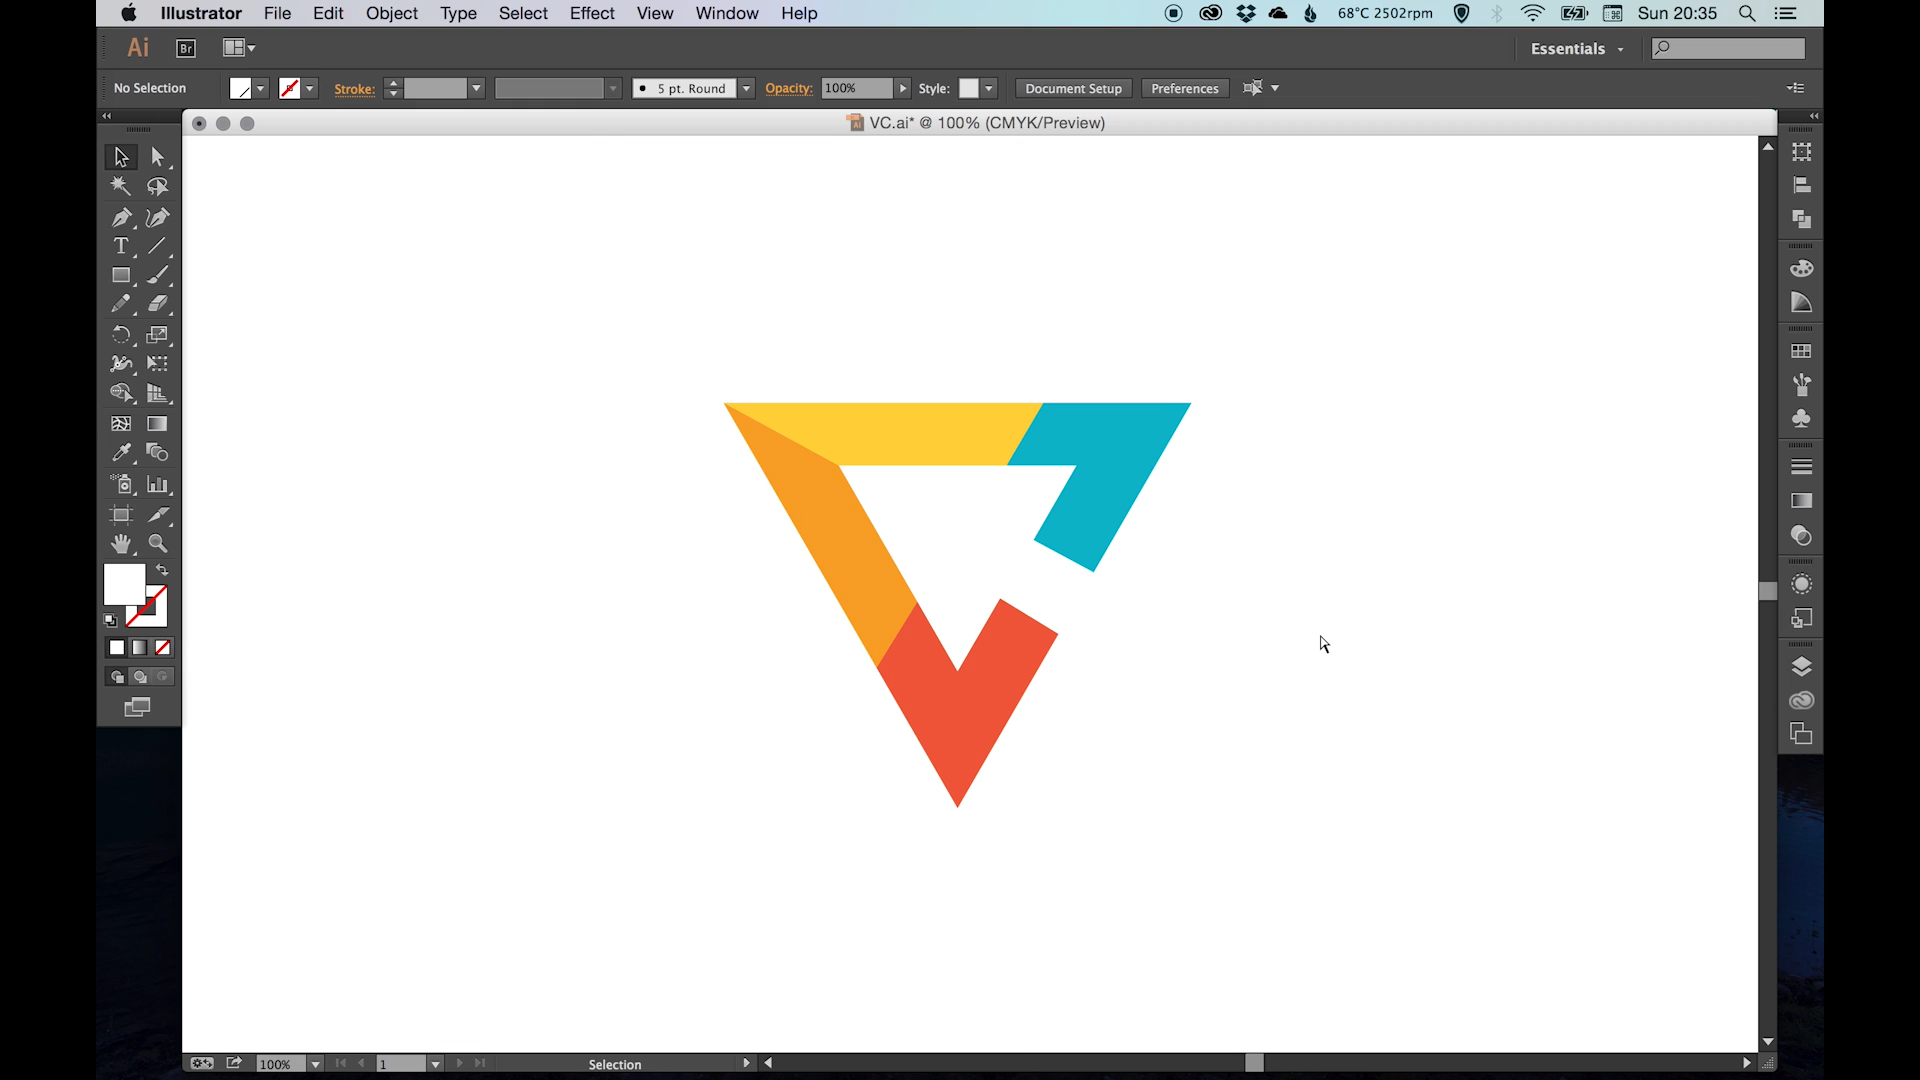 Illustrator File Edit Object Type Select Effect View Window Help 68°C 2502rpm Sun 20:35
Ai Br Essentials
No Selection Stroke: 5 pt. Round Opacity: 100% Style: Document Setup Preferences
VC.ai* @ 100% (CMYK/Preview)
T
100% 1 Selection